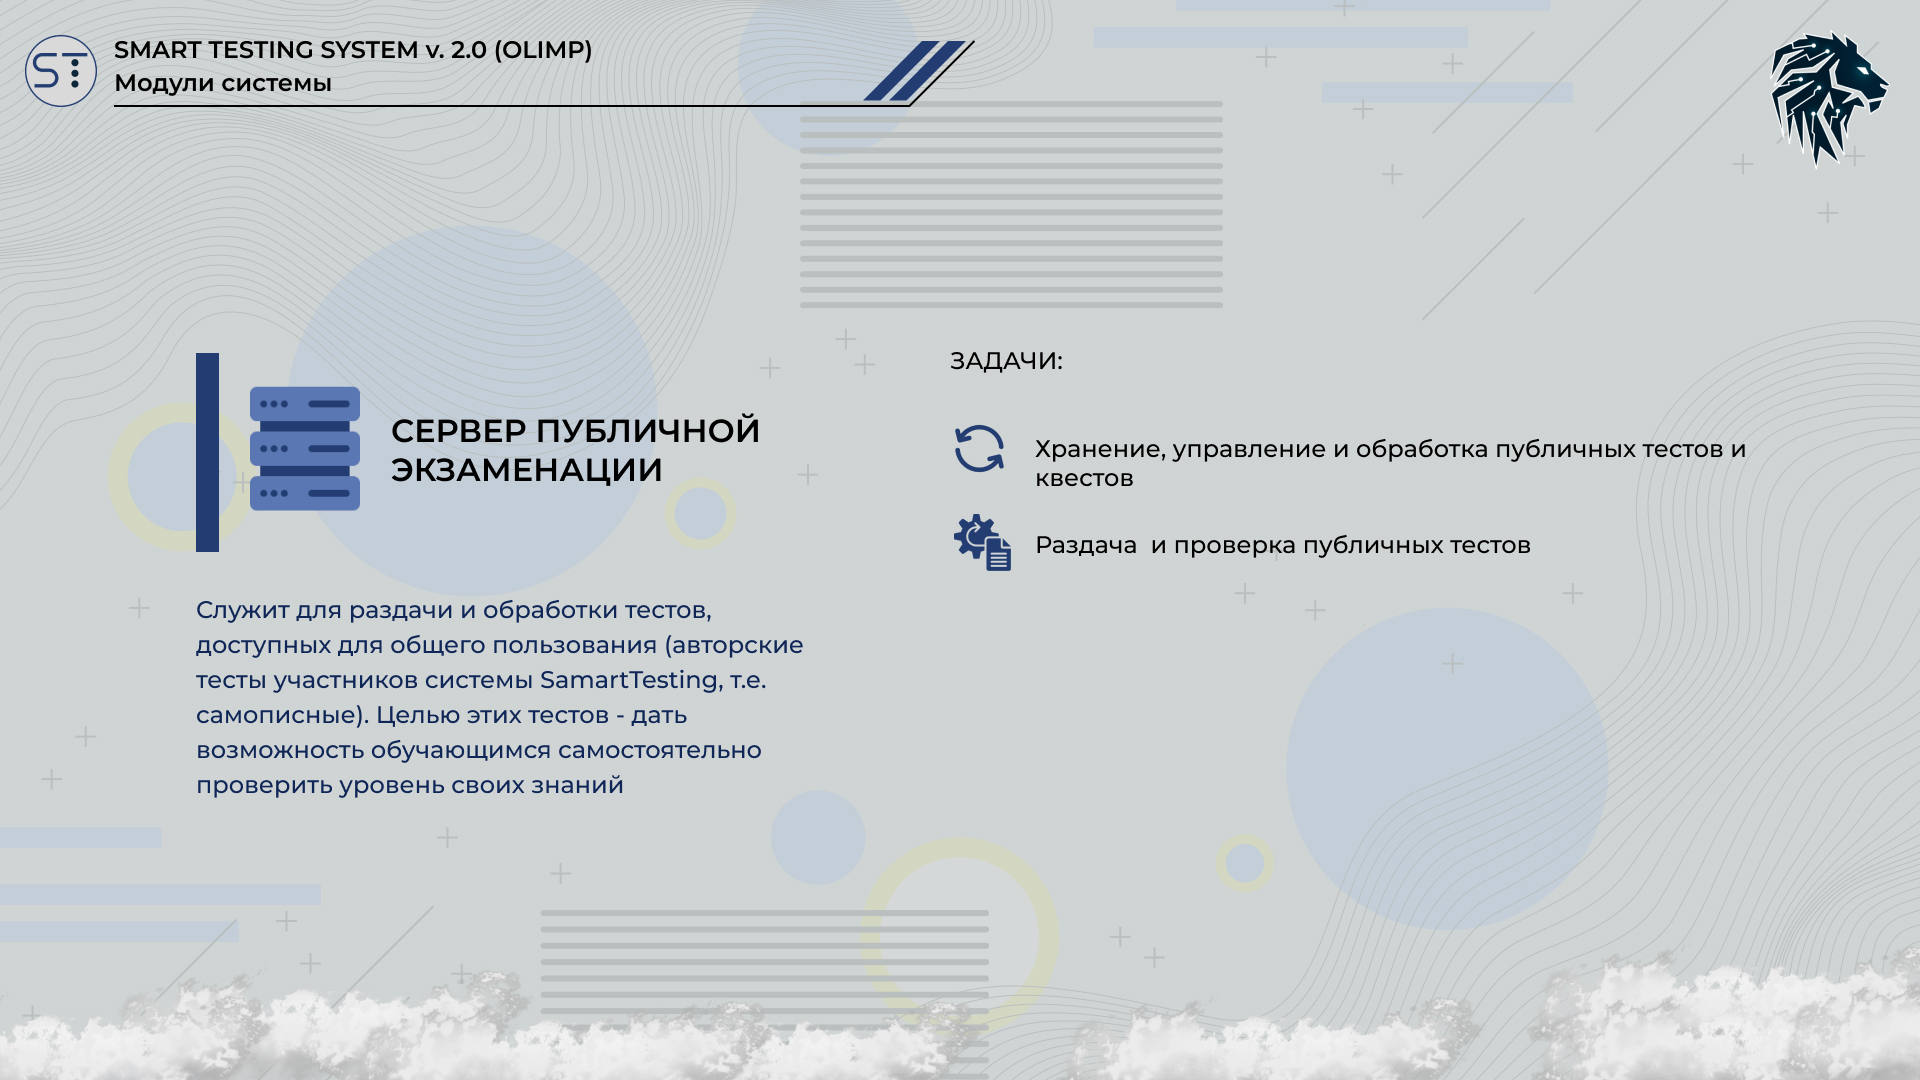 ST
SMART TESTING SYSTEM v. 2.0 (OLIMP)
Модули системы
СЕРВЕР ПУБЛИЧНОЙ
ЭКЗАМЕНАЦИИ
Служит для раздачи и обработки тестов,
доступных для общего пользования (авторские
тесты участников системы SamartTesting, т.е.
самописные). Целью этих тестов - дать
возможность обучающимся самостоятельно
проверить уровень своих знаний
ЗАДАЧИ:
Хранение, управление и обработка публичных тестов и
квестов
Раздача  и проверка публичных тестов